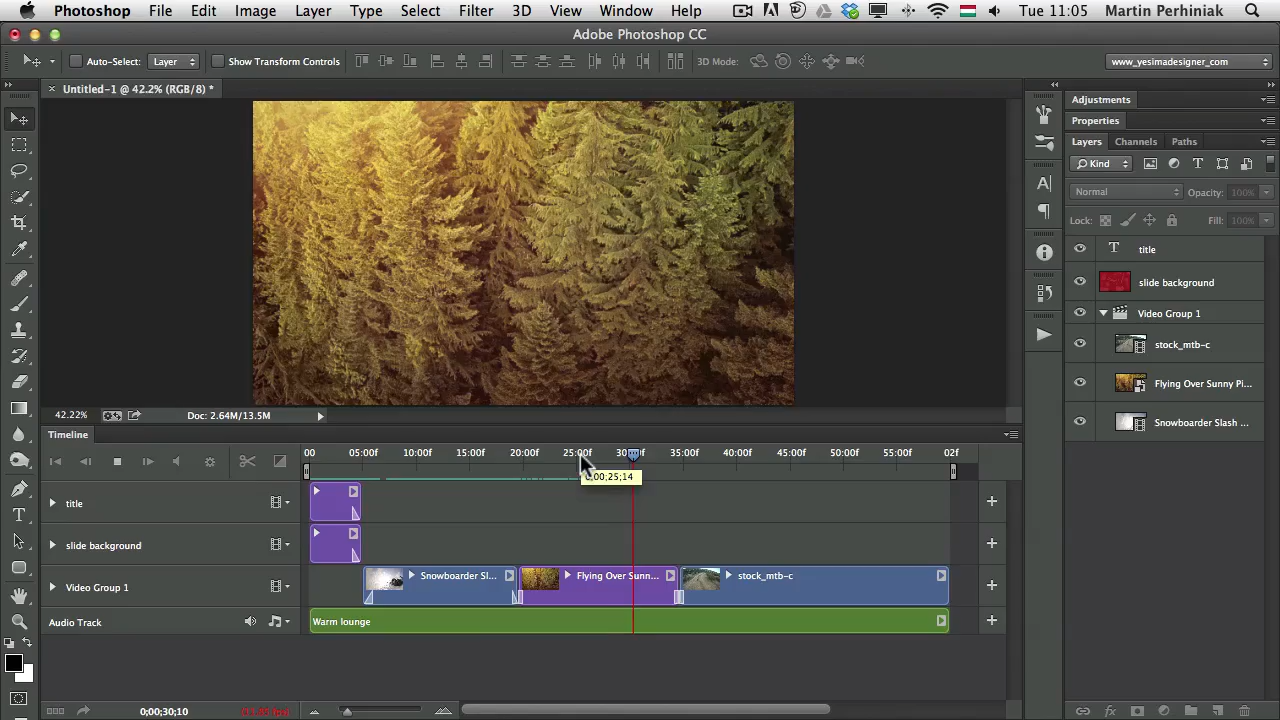 Photoshop File Edit Image Layer Type Select Filter 3D View Window Help Tue 11:05 Martin Perhiniak
Adobe Photoshop CC
Auto-Select: Layer Show Transform Controls 3D Mode: www_yesimadesigner_com
Untitled-1 @ 42.2% (RGB/8) *
Adjustments
Properties
Layers Channels Paths
Kind
Normal Opacity: 100%
Lock: Fill: 100%
title
slide background
Video Group 1
stock_mtb-c
Flying Over Sunny Pi...
Snowboarder Slash ...
42.22% Doc: 2.64M/13.5M
Timeline
00 05:00f 10:00f 15:00f 20:00f 25:00f 35:00f 40:00f 45:00f 50:00f 55:00f 02f
0;00;25;14
title
slide background
Video Group 1 Snowboarder Sl... Flying Over Sunn... stock_mtb-c
Audio Track Warm lounge
0;00;30;10